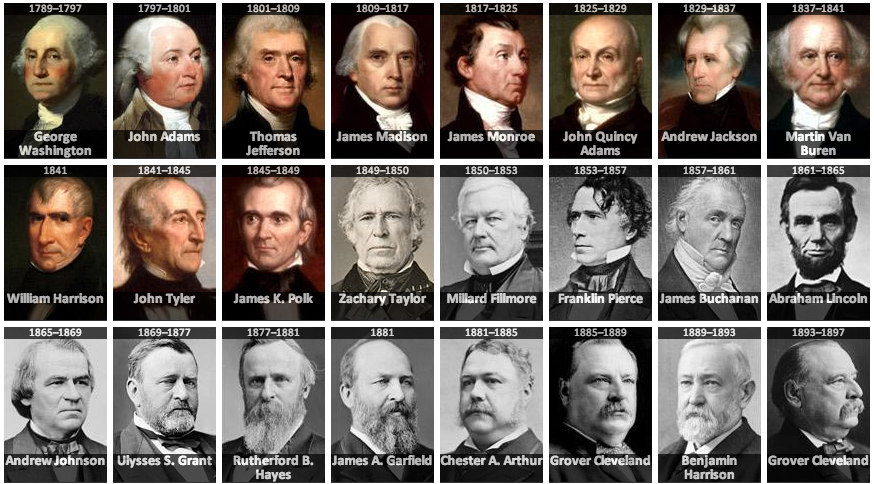 1789–1797
George
Washington
1797–1801
John Adams
1801–1809
Thomas
Jefferson
1809–1817
James Madison
1817–1825
James Monroe
1825–1829
John Quincy
Adams
1829–1837
Andrew Jackson
1837–1841
Martin Van
Buren
1841
William Harrison
1841–1845
John Tyler
1845–1849
James K. Polk
1849–1850
Zachary Taylor
1850–1853
Millard Fillmore
1853–1857
Franklin Pierce
1857–1861
James Buchanan
1861–1865
Abraham Lincoln
1865–1869
Andrew Johnson
1869–1877
Ulysses S. Grant
1877–1881
Rutherford B.
Hayes
1881
James A. Garfield
1881–1885
Chester A. Arthur
1885–1889
Grover Cleveland
1889–1893
Benjamin
Harrison
1893–1897
Grover Cleveland